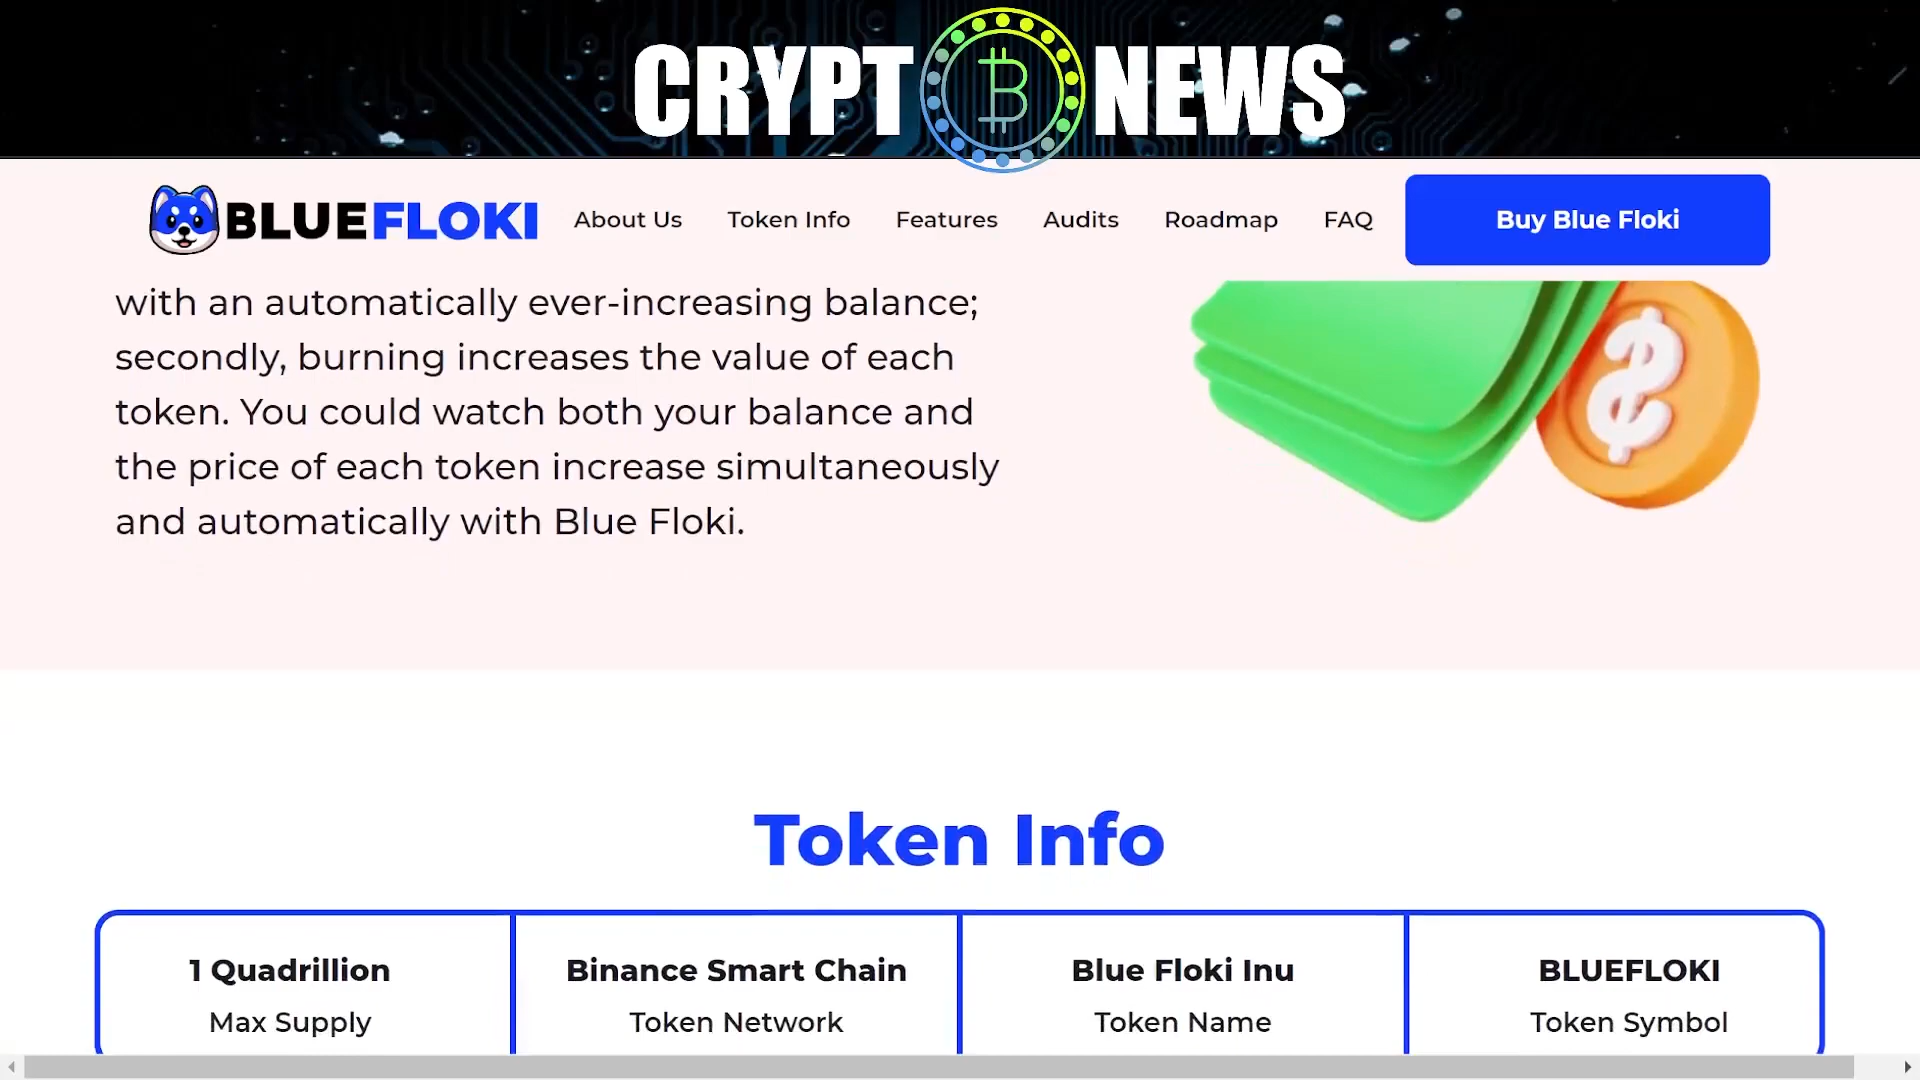 CRYPT NEWS
BLUEFLOKI
About Us
Token Info
Features
Audits
Roadmap
FAQ
Buy Blue Floki
with an automatically ever-increasing balance;
secondly, burning increases the value of each
token. You could watch both your balance and
the price of each token increase simultaneously
and automatically with Blue Floki.
Token Info
1 Quadrillion
Max Supply
Binance Smart Chain
Token Network
Blue Floki Inu
Token Name
BLUEFLOKI
Token Symbol